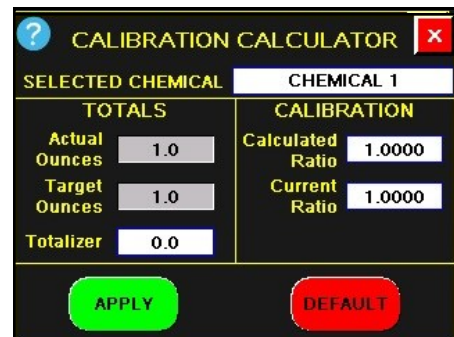 ? CALIBRATION CALCULATOR X
SELECTED CHEMICAL CHEMICAL 1
TOTALS
Actual Ounces 1.0
Target Ounces 1.0
Totalizer 0.0
CALIBRATION
Calculated Ratio 1.0000
Current Ratio 1.0000
APPLY DEFAULT